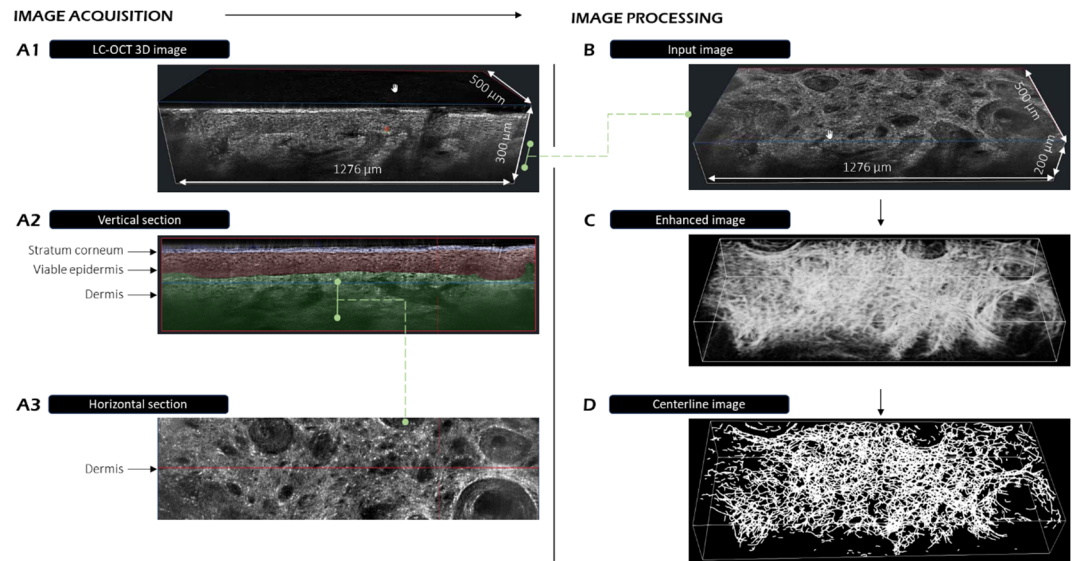 IMAGE ACQUISITION
IMAGE PROCESSING
A1 LC-OCT 3D image
500 µm
300 µm
1276 µm
B Input image
500 µm
200 µm
1276 µm
A2 Vertical section
Stratum corneum
Viable epidermis
Dermis
C Enhanced image
A3 Horizontal section
Dermis
D Centerline image